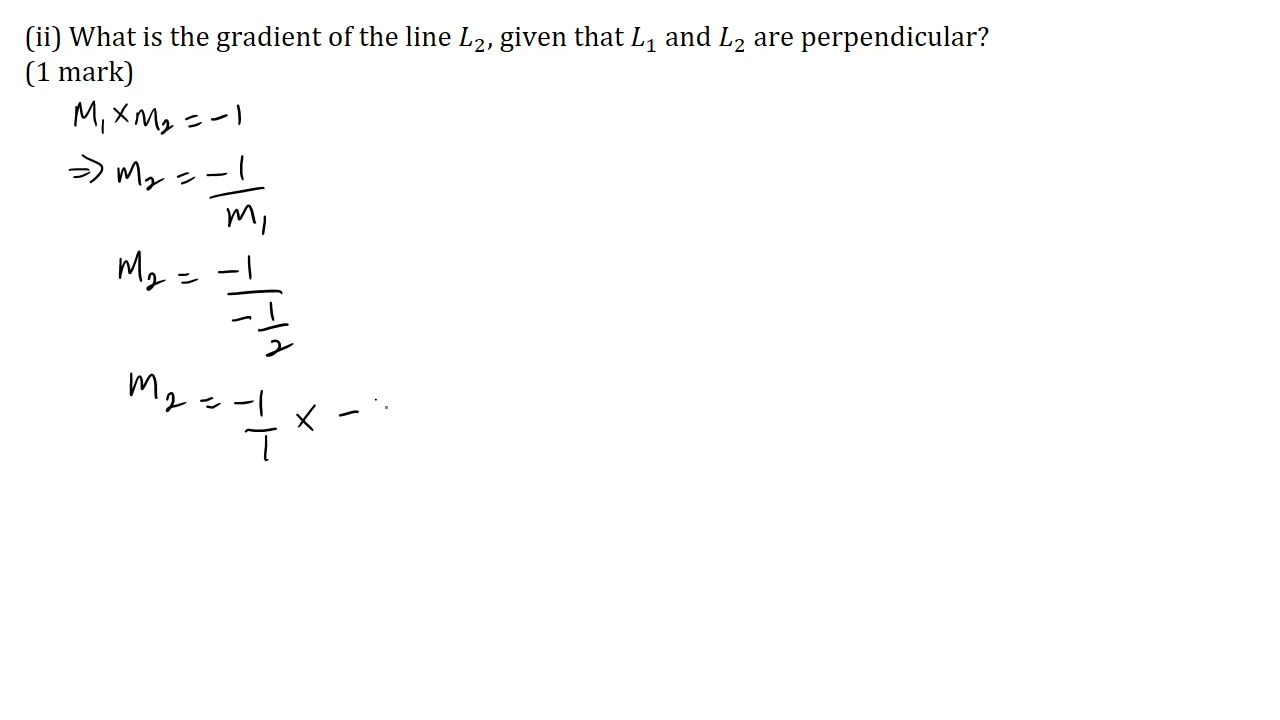 (ii) What is the gradient of the line L₂, given that L₁ and L₂ are perpendicular?
(1 mark)
M₁ × M₂ = -1
⇒ M₂ = -1/M₁
M₂ = -1/-1/2
M₂ = -1/1 × -